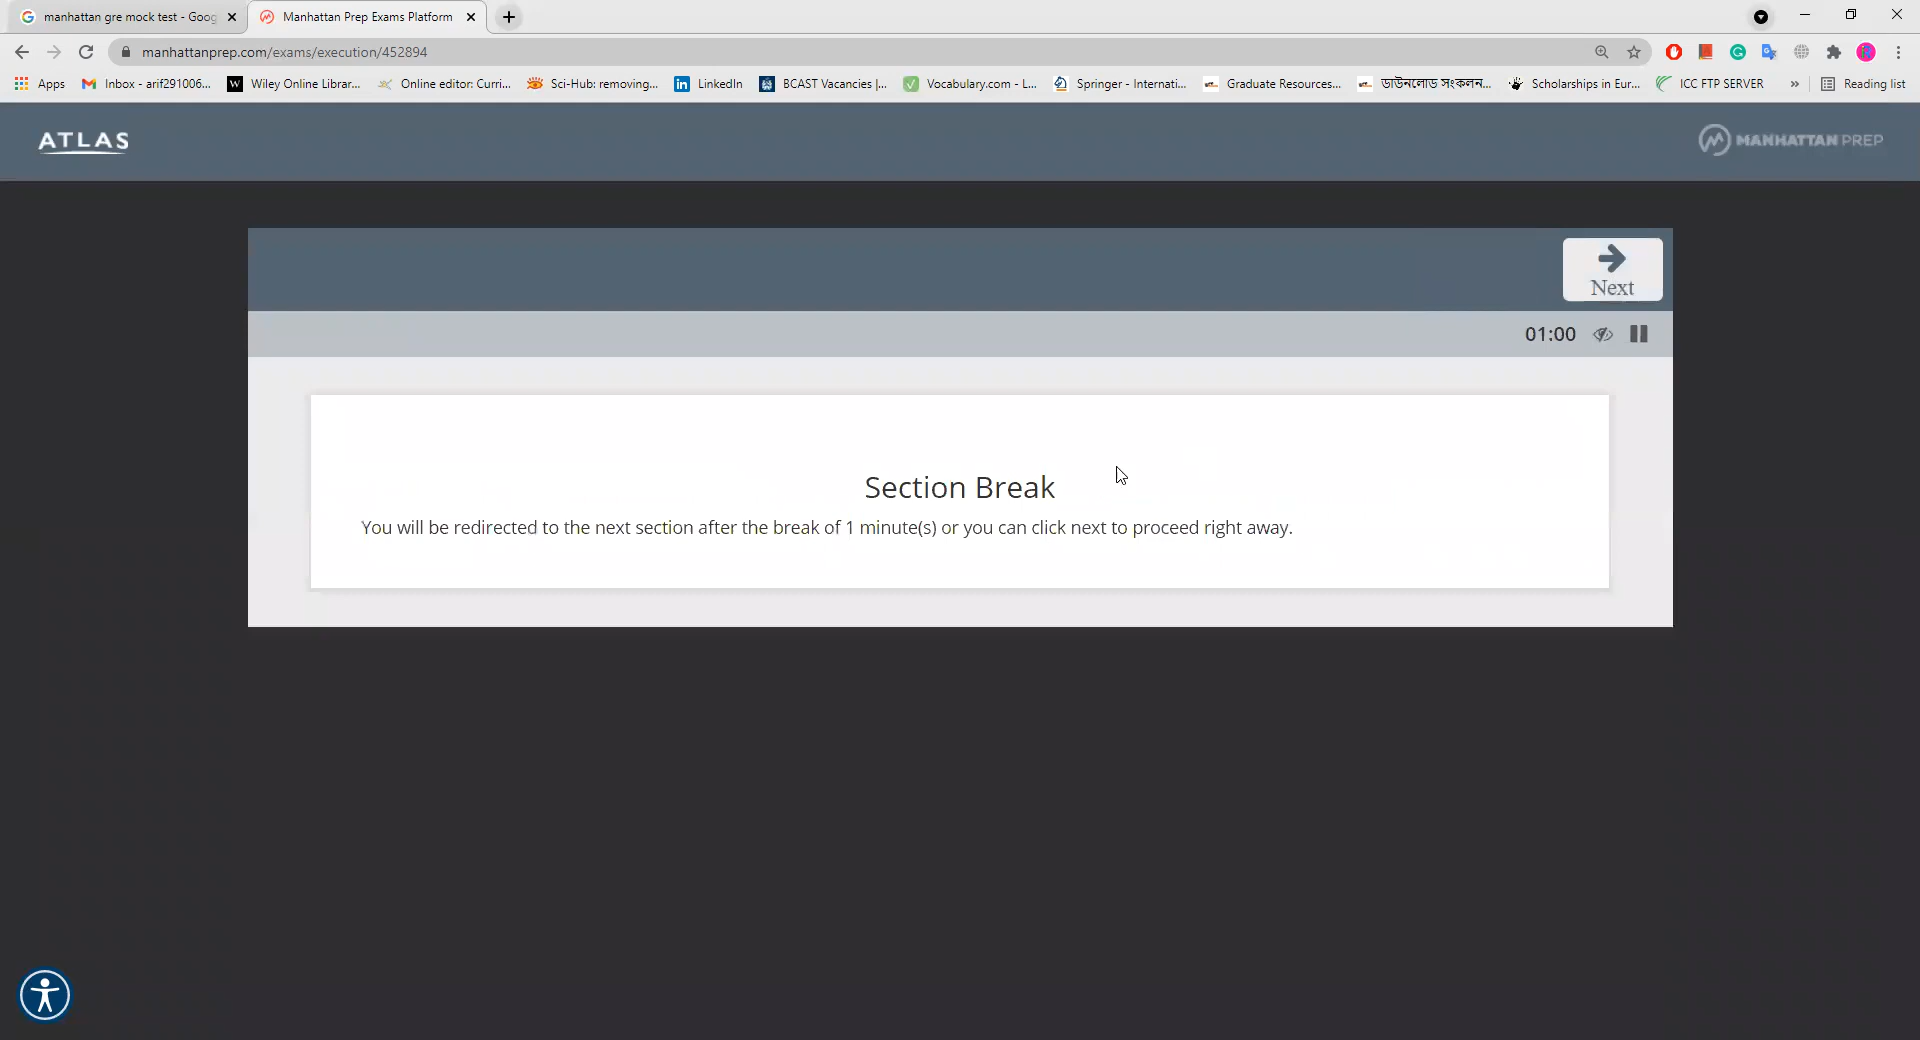 manhattan gre mock test - Goog
Manhattan Prep Exams Platform
manhattanprep.com/exams/execution/452894
Apps Inbox - arif291006... Wiley Online Librar... Online editor: Curri... Sci-Hub: removing... LinkedIn BCAST Vacancies |... Vocabulary.com - L... Springer - Internati... Graduate Resources... ডাউনলোড সংকলন... Scholarships in Eur... ICC FTP SERVER » Reading list
ATLAS
MANHATTAN PREP
Next
01:00
Section Break
You will be redirected to the next section after the break of 1 minute(s) or you can click next to proceed right away.